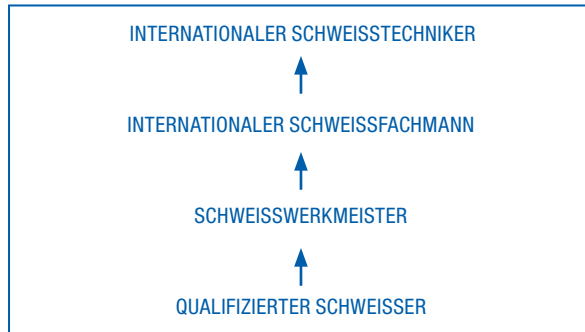 INTERNATIONALER SCHWEISSTECHNIKER
INTERNATIONALER SCHWEISSFACHMANN
SCHWEISSWERKMEISTER
QUALIFIZIERTER SCHWEISSER